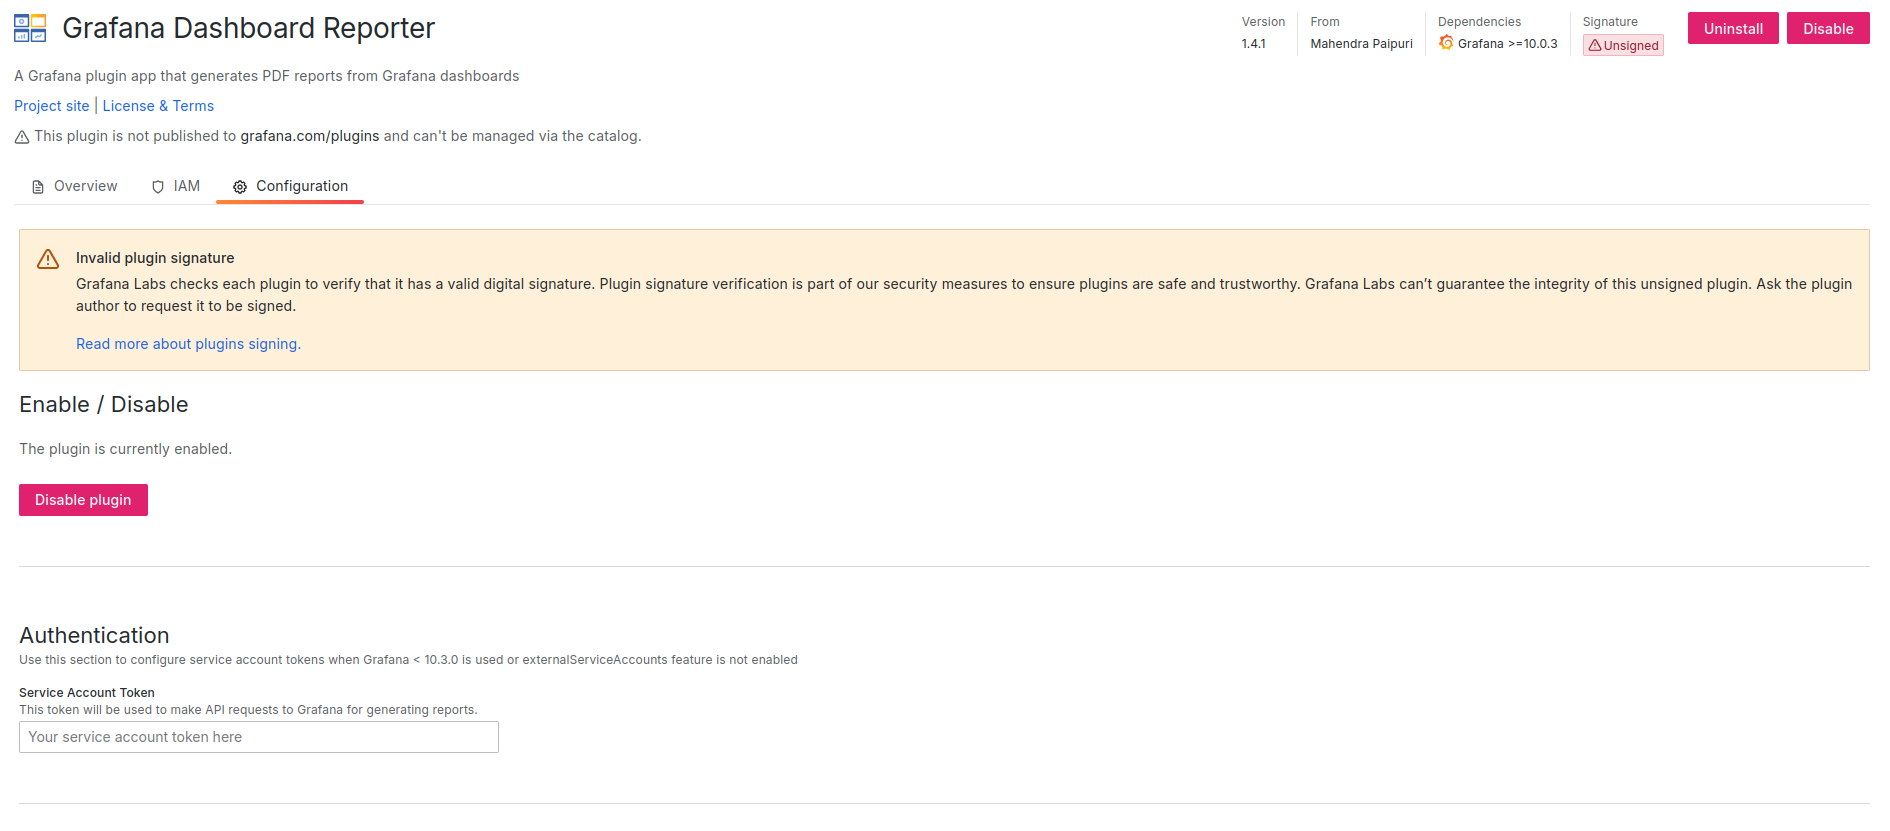 Grafana Dashboard Reporter
Version
1.4.1
From
Mahendra Paipuri
Dependencies
Grafana >=10.0.3
Signature
Unsigned
Uninstall
Disable
A Grafana plugin app that generates PDF reports from Grafana dashboards
Project site | License & Terms
This plugin is not published to grafana.com/plugins and can't be managed via the catalog.
Overview
IAM
Configuration
Invalid plugin signature
Grafana Labs checks each plugin to verify that it has a valid digital signature. Plugin signature verification is part of our security measures to ensure plugins are safe and trustworthy. Grafana Labs can’t guarantee the integrity of this unsigned plugin. Ask the plugin
author to request it to be signed.
Read more about plugins signing.
Enable / Disable
The plugin is currently enabled.
Disable plugin
Authentication
Use this section to configure service account tokens when Grafana < 10.3.0 is used or externalServiceAccounts feature is not enabled
Service Account Token
This token will be used to make API requests to Grafana for generating reports.
Your service account token here